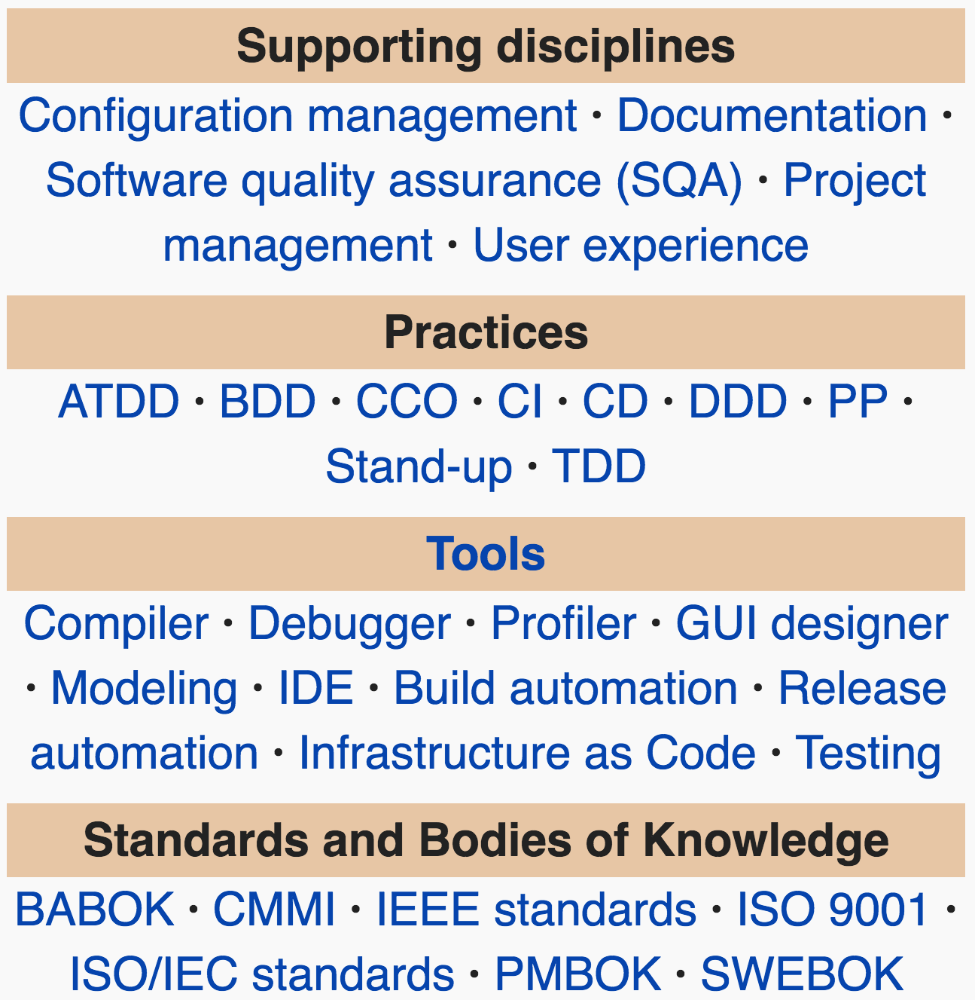 Supporting disciplines
Configuration management · Documentation ·
Software quality assurance (SQA) · Project
management · User experience
Practices
ATDD · BDD · CCO · CI · CD · DDD · PP ·
Stand-up · TDD
Tools
Compiler · Debugger · Profiler · GUI designer
· Modeling · IDE · Build automation · Release
automation · Infrastructure as Code · Testing
Standards and Bodies of Knowledge
BABOK · CMMI · IEEE standards · ISO 9001 ·
ISO/IEC standards · PMBOK · SWEBOK